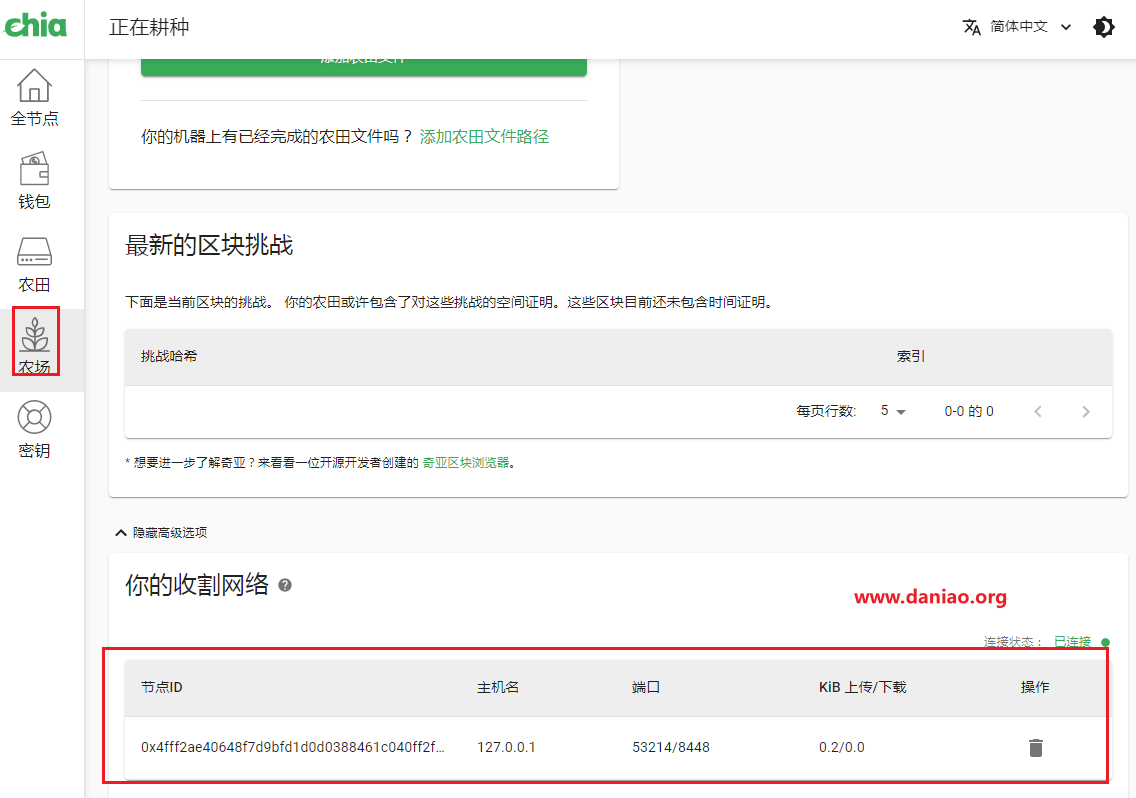 chia
正在耕种
简体中文
全节点
钱包
农田
农场
密钥
添加农田文件
你的机器上有已经完成的农田文件吗？ 添加农田文件路径
最新的区块挑战
下面是当前区块的挑战。 你的农田或许包含了对这些挑战的空间证明。这些区块目前还未包含时间证明。
挑战哈希 索引
每页行数: 5 0-0 的 0
* 想要进一步了解奇亚？来看看一位开源开发者创建的 奇亚区块浏览器。
隐藏高级选项
你的收割网络
www.daniao.org
连接状态： 已连接
节点ID 主机名 端口 KiB 上传/下载 操作
0x4fff2ae40648f7d9bfd1d0d0388461c040ff2f... 127.0.0.1 53214/8448 0.2/0.0